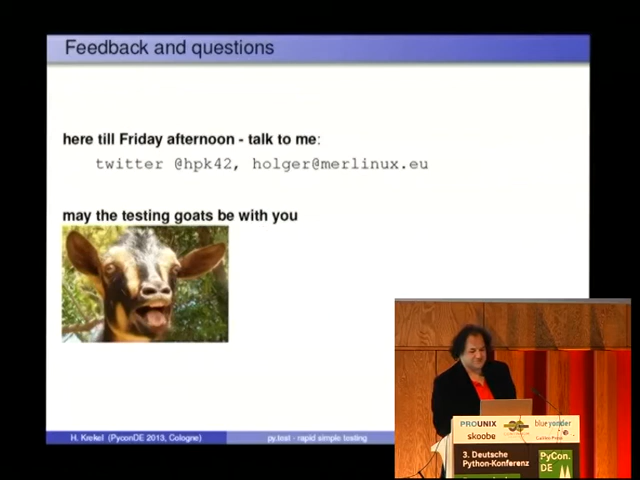 Feedback and questions
here till Friday afternoon - talk to me:
twitter @hpk42, holger@merlinux.eu
may the testing goats be with you
H. Krekel (PyconDE 2013, Cologne)
py.test - rapid simple testing
PROUNIX
blueyonder
skoobe
3. Deutsche
Python-Konferenz
PyCon.
DE